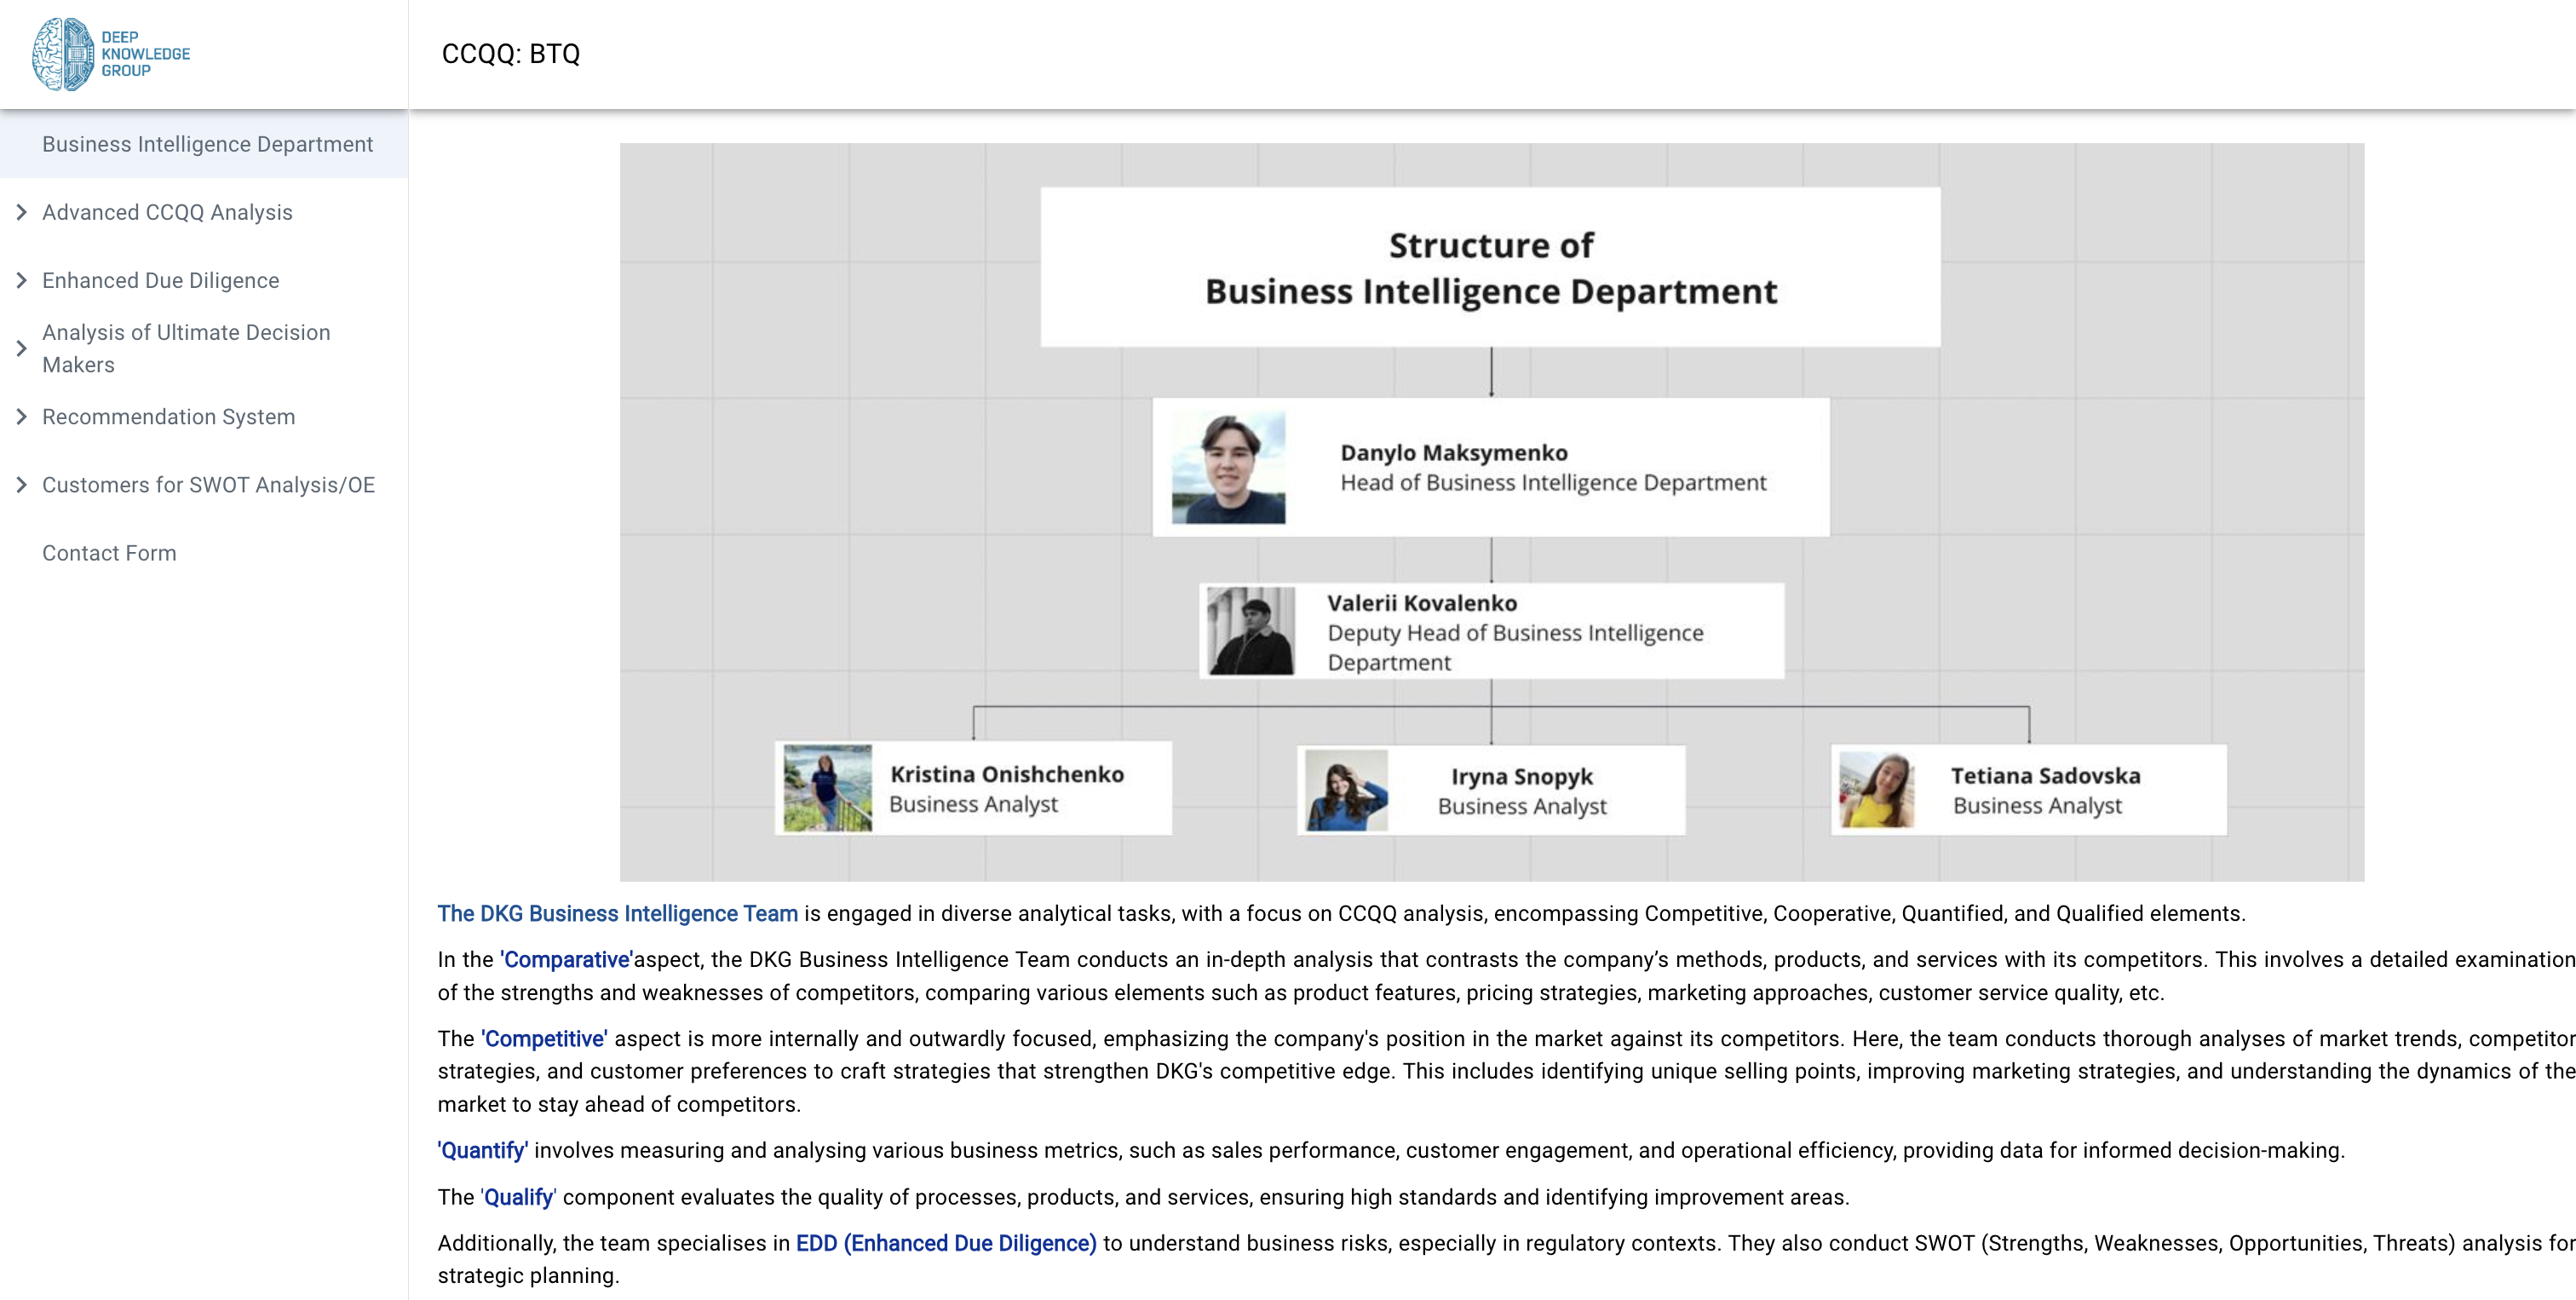 DEEP
KNOWLEDGE
GROUP
CCQQ: BTQ
Business Intelligence Department
Advanced CCQQ Analysis
Enhanced Due Diligence
Analysis of Ultimate Decision
Makers
Recommendation System
Customers for SWOT Analysis/OE
Contact Form
Structure of
Business Intelligence Department
Danylo Maksymenko
Head of Business Intelligence Department
Valerii Kovalenko
Deputy Head of Business Intelligence
Department
Kristina Onishchenko
Business Analyst
Iryna Snopyk
Business Analyst
Tetiana Sadovska
Business Analyst
The DKG Business Intelligence Team is engaged in diverse analytical tasks, with a focus on CCQQ analysis, encompassing Competitive, Cooperative, Quantified, and Qualified elements.
In the 'Comparative'aspect, the DKG Business Intelligence Team conducts an in-depth analysis that contrasts the company’s methods, products, and services with its competitors. This involves a detailed examination
of the strengths and weaknesses of competitors, comparing various elements such as product features, pricing strategies, marketing approaches, customer service quality, etc.
The 'Competitive' aspect is more internally and outwardly focused, emphasizing the company's position in the market against its competitors. Here, the team conducts thorough analyses of market trends, competitor
strategies, and customer preferences to craft strategies that strengthen DKG's competitive edge. This includes identifying unique selling points, improving marketing strategies, and understanding the dynamics of the
market to stay ahead of competitors.
'Quantify' involves measuring and analysing various business metrics, such as sales performance, customer engagement, and operational efficiency, providing data for informed decision-making.
The 'Qualify' component evaluates the quality of processes, products, and services, ensuring high standards and identifying improvement areas.
Additionally, the team specialises in EDD (Enhanced Due Diligence) to understand business risks, especially in regulatory contexts. They also conduct SWOT (Strengths, Weaknesses, Opportunities, Threats) analysis for
strategic planning.